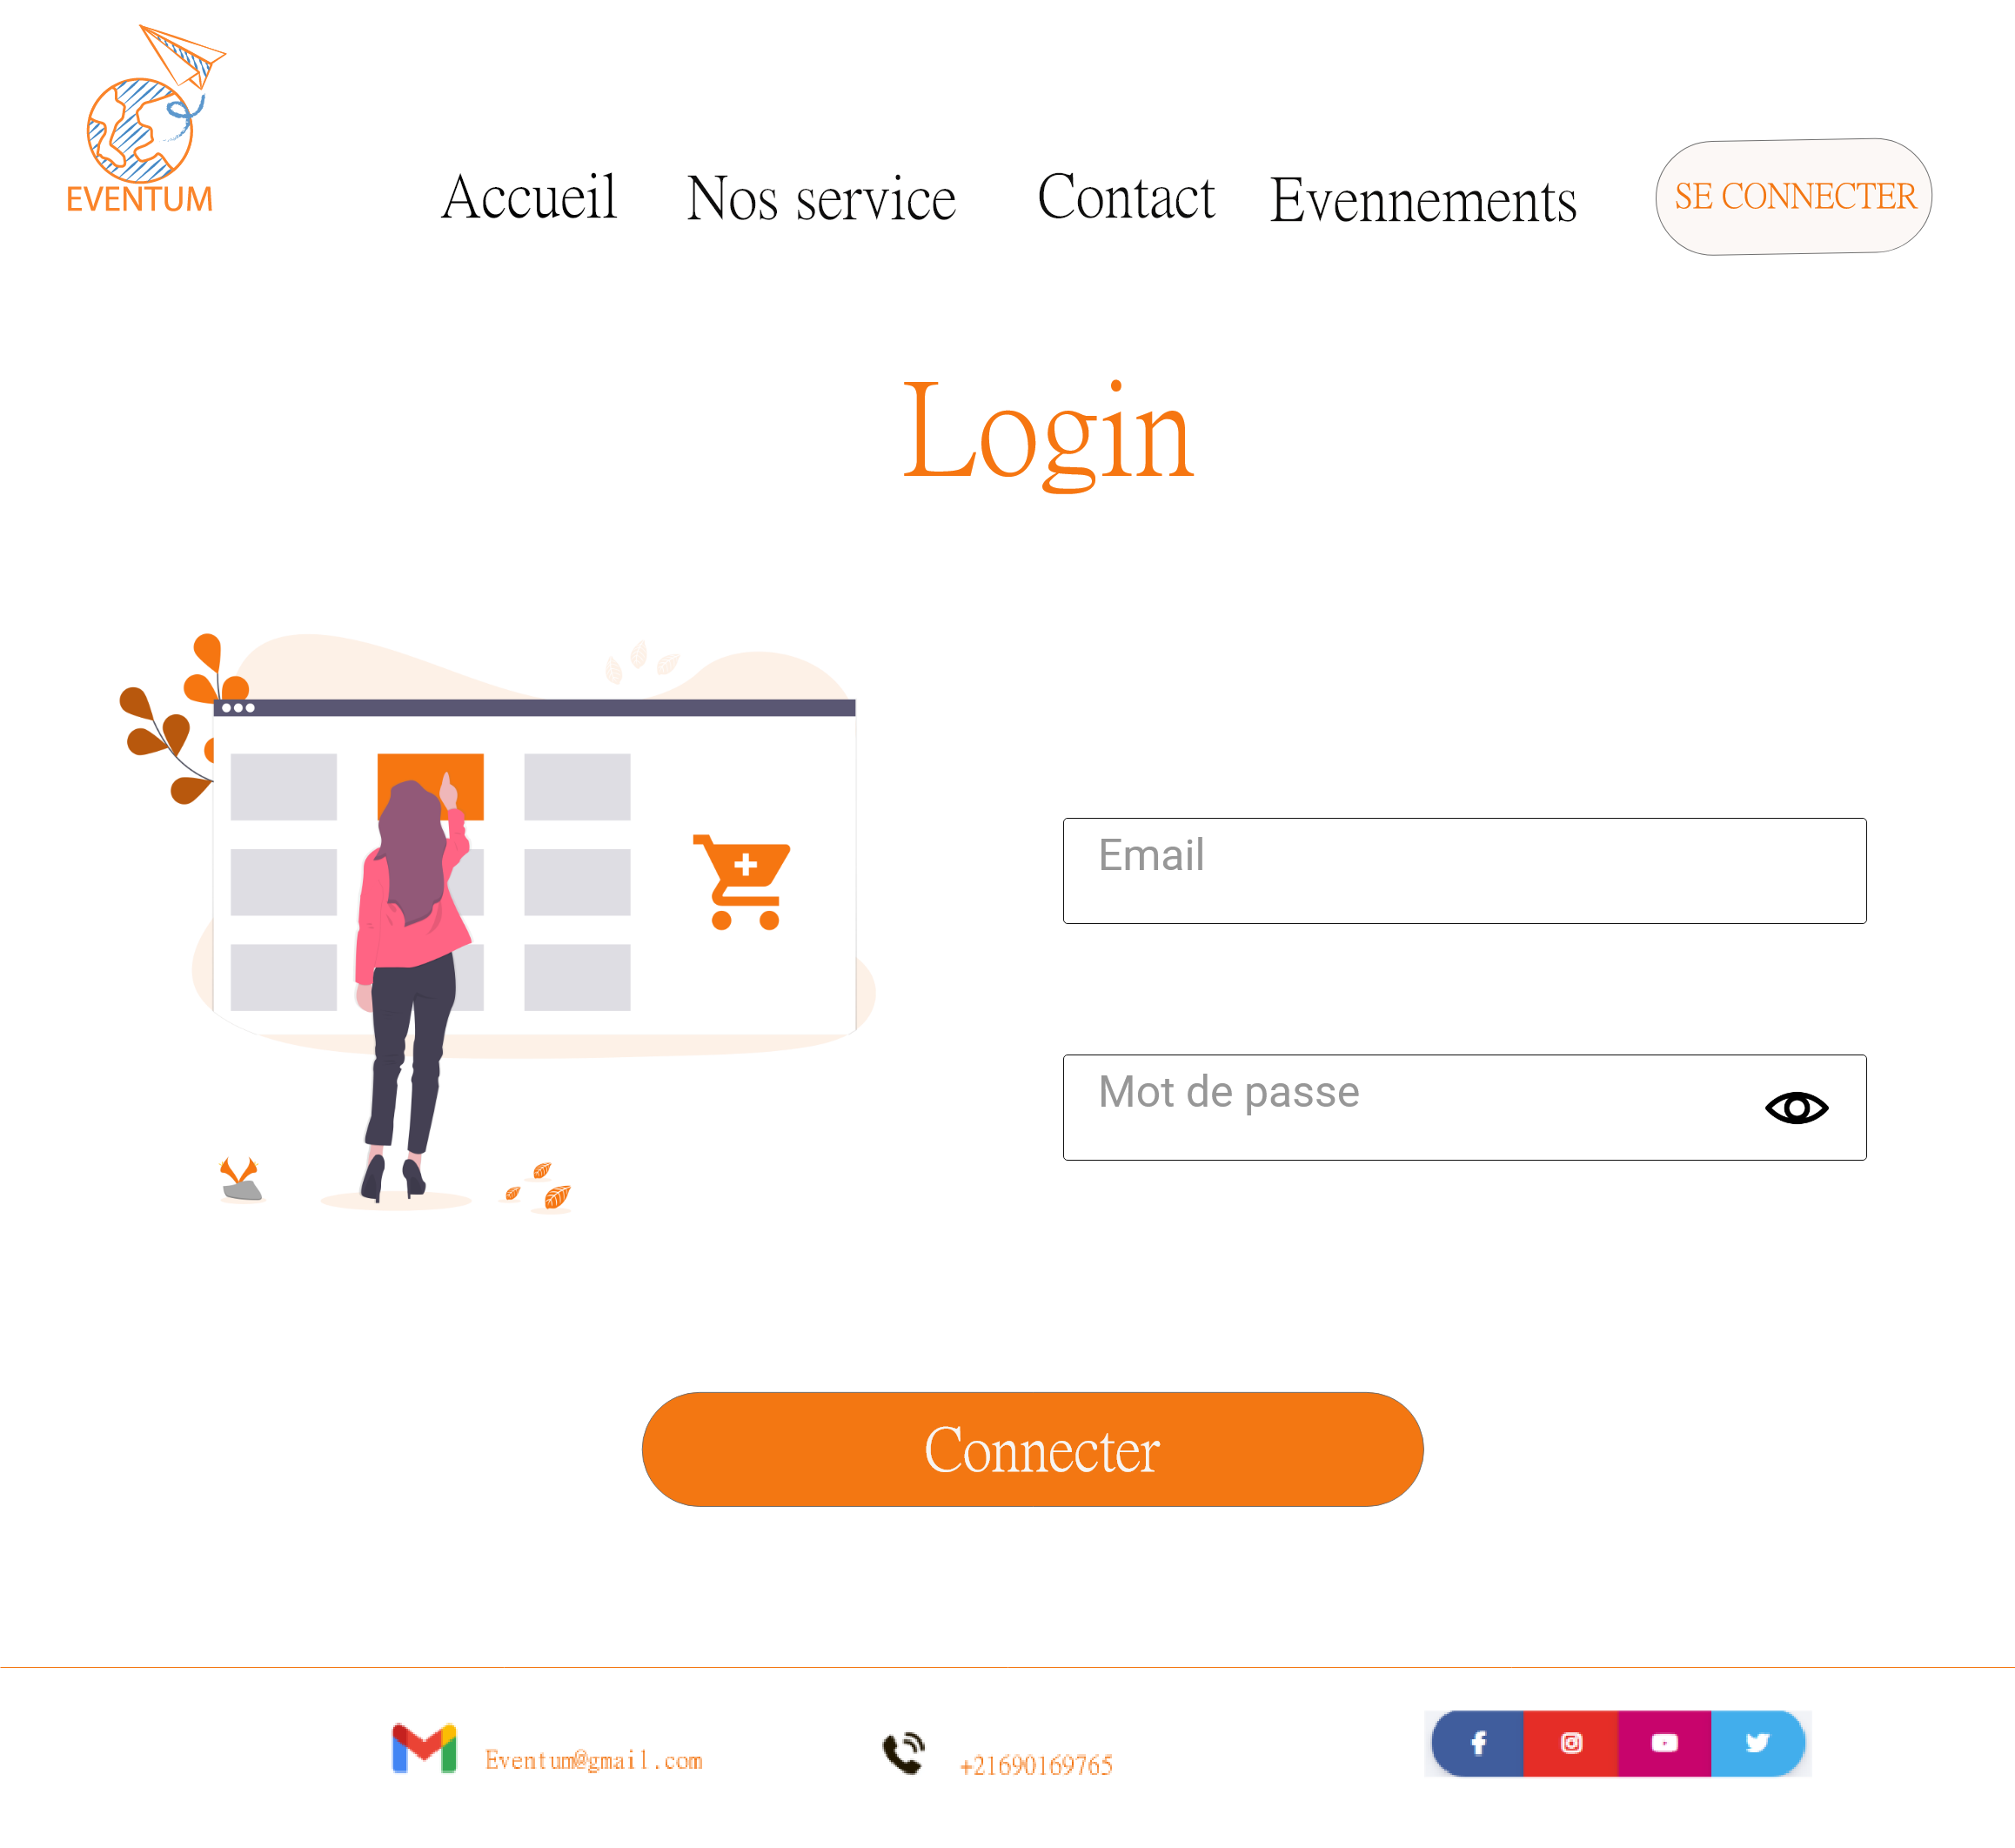 EVENTUM
Accueil
Nos service
Contact
Evennements
SE CONNECTER
Login
Email
Mot de passe
Connecter
Eventum@gmail.com
+21690169765